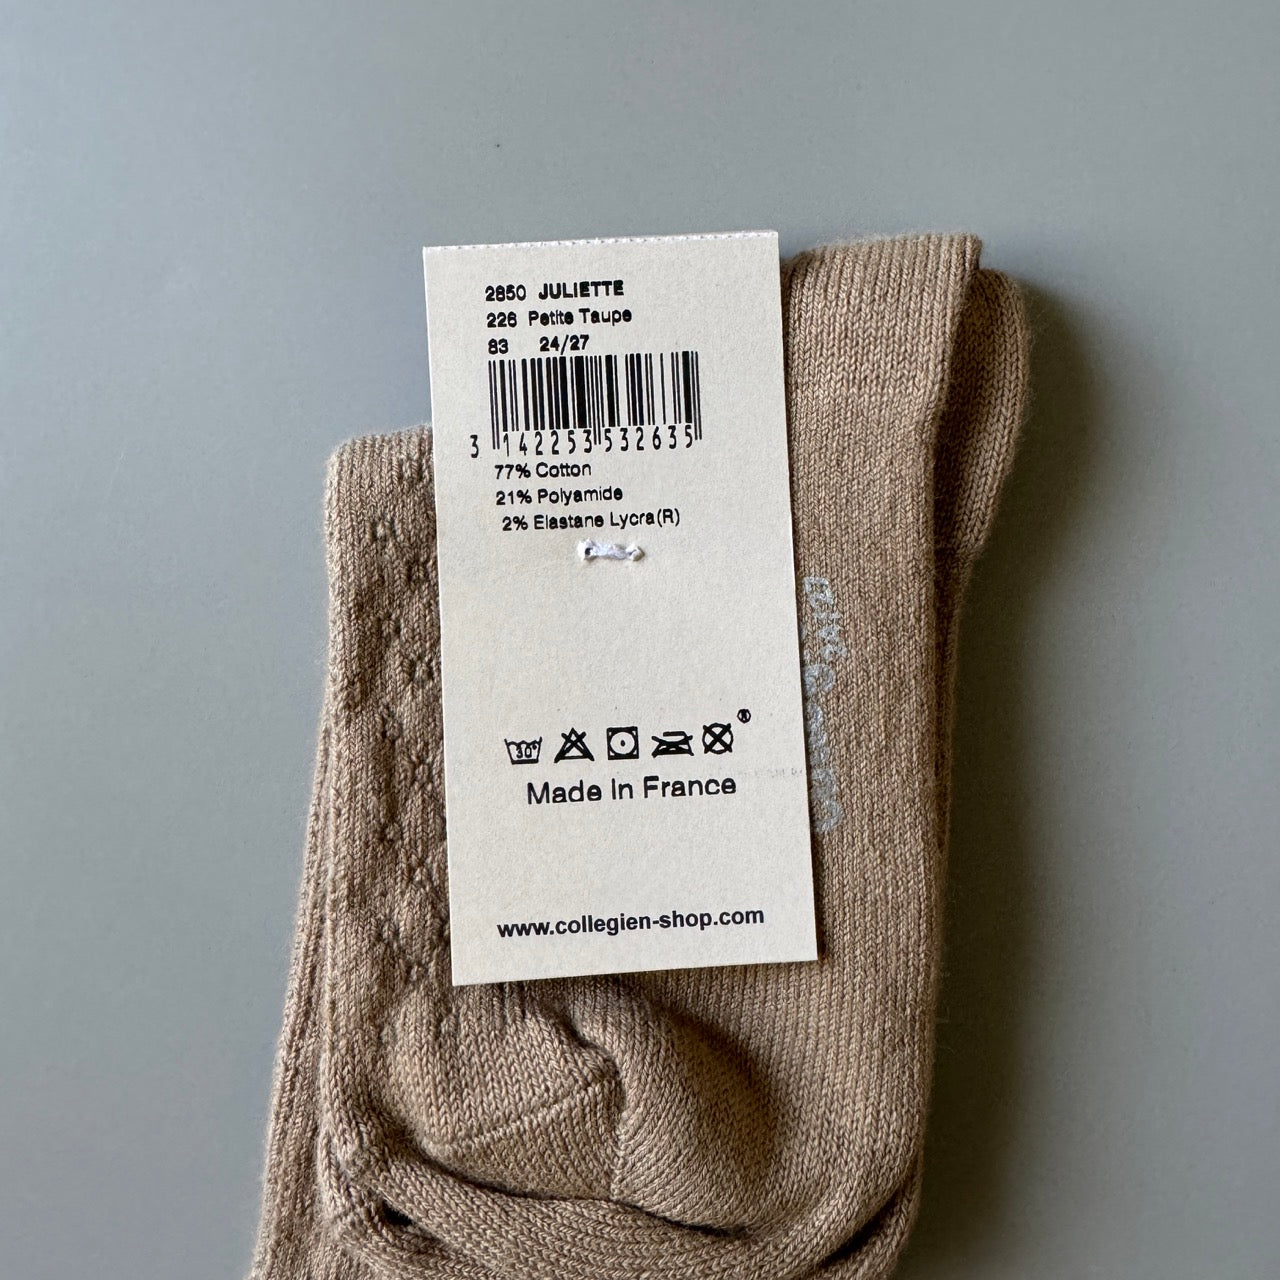 2850 JULIETTE
226 Petite Taupe
83 24/27
3 142253 532635
77% Cotton
21% Polyamide
2% Elastane Lycra(R)
30°
®
Made in France
www.collegien-shop.com